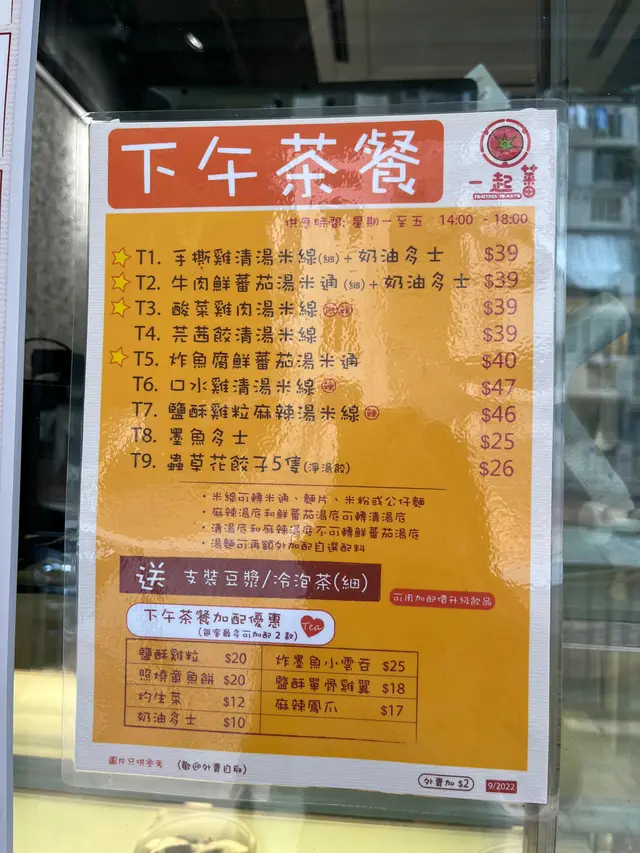 下午茶餐
一起蕃
TOGETHER TOMATO
供應時間: 星期一至五 14:00 - 18:00
T1. 手撕雞清湯米線(細) + 奶油多士 $39
T2. 牛肉鮮蕃茄湯米通(細) + 奶油多士 $39
T3. 酸菜雞肉湯米線 $39
T4. 芫茜餃清湯米線 $39
T5. 炸魚腐鮮蕃茄湯米通 $40
T6. 口水雞清湯米線 辣 $47
T7. 鹽酥雞粒麻辣湯米線 辣 $46
T8. 墨魚多士 $25
T9. 蟲草花餃子5隻(淨湯餃) $26
・米線可轉米通、麵片、米粉或公仔麵
・麻辣湯底和鮮蕃茄湯底可轉清湯底
・清湯底和麻辣湯底不可轉鮮蕃茄湯底
・湯麵可再額外加配自選配料
送 支裝豆漿/冷泡茶(細)
可用加配價升級飲品
下午茶餐加配優惠
(每客最多可加配2款)
Tea
鹽酥雞粒 $20
照燒章魚餅 $20
灼生菜 $12
奶油多士 $10
炸墨魚小雲吞 $25
鹽酥單骨雞翼 $18
麻辣鳳爪 $17
圖片只供參考 (歡迎外賣自取)
外賣加 $2
9/2022